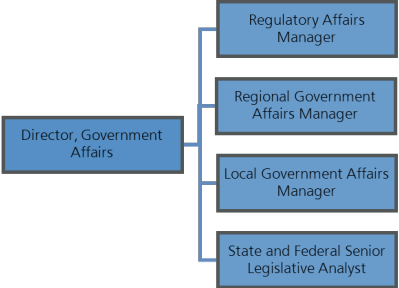 Director, Government
Affairs
Regulatory Affairs
Manager
Regional Government
Affairs Manager
Local Government Affairs
Manager
State and Federal Senior
Legislative Analyst